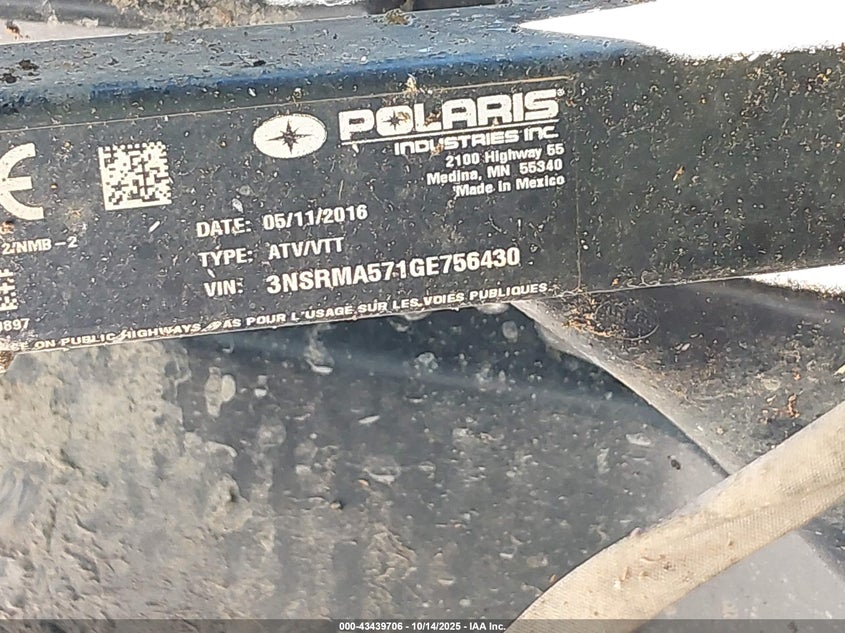 POLARIS
INDUSTRIES INC.
2100 Highway 55
Medina, MN 55340
Made in Mexico
CE
DATE: 05/11/2016
2/NMB-2
TYPE: ATV/VTT
VIN: 3NSRMA571GE756430
897
ON PUBLIC HIGHWAYS / PAS POUR L'USAGE SUR LES VOIES PUBLIQUES
000-43439706 - 10/14/2025 - IAA Inc.